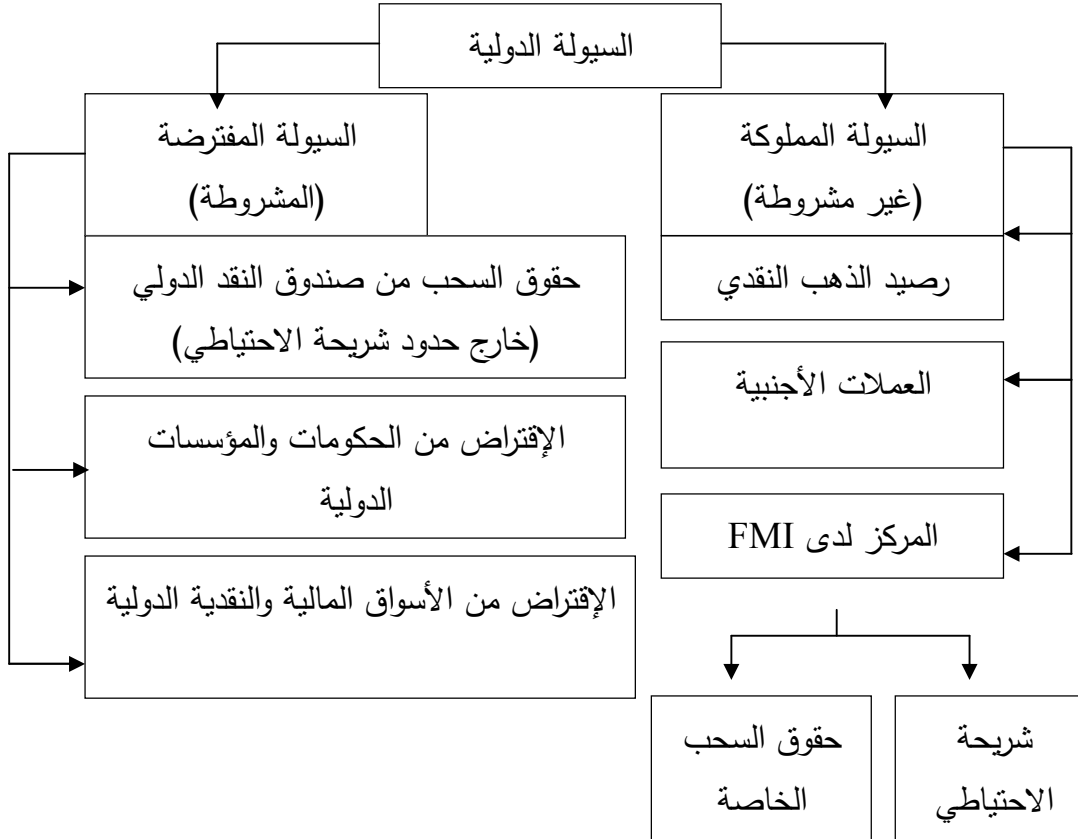 السيولة الدولية
السيولة المملوكة
(غير مشروطة)
رصيد الذهب النقدي
العملات الأجنبية
المركز لدى FMI
شريحة
الاحتياطي
حقوق السحب
الخاصة
السيولة المفترضة
(المشروطة)
حقوق السحب من صندوق النقد الدولي
(خارج حدود شريحة الاحتياطي)
الإقتراض من الحكومات والمؤسسات
الدولية
الإقتراض من الأسواق المالية والنقدية الدولية